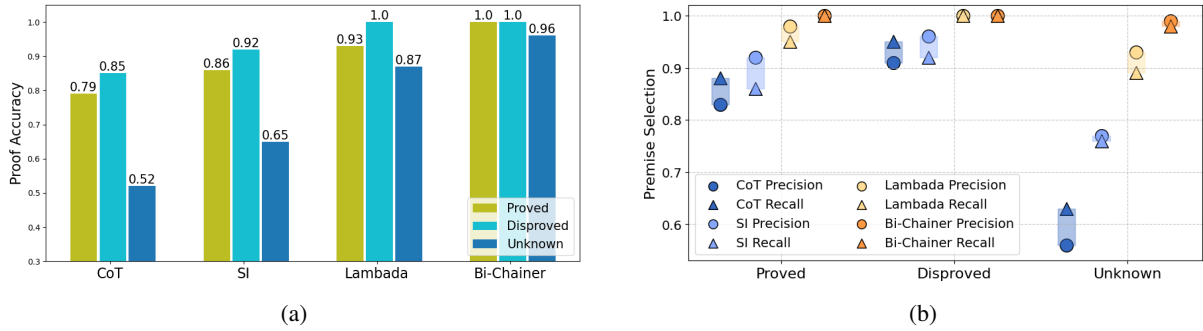 Proof Accuracy
1.0
0.9
0.8
0.7
0.6
0.5
0.4
0.3
0.79
0.85
0.52
0.86
0.92
0.65
0.93
1.0
0.87
1.0
1.0
0.96
Proved
Disproved
Unknown
CoT
SI
Lambada
Bi-Chainer
(a)
Premise Selection
1.0
0.9
0.8
0.7
0.6
CoT Precision
CoT Recall
SI Precision
SI Recall
Lambada Precision
Lambada Recall
Bi-Chainer Precision
Bi-Chainer Recall
Proved
Disproved
Unknown
(b)